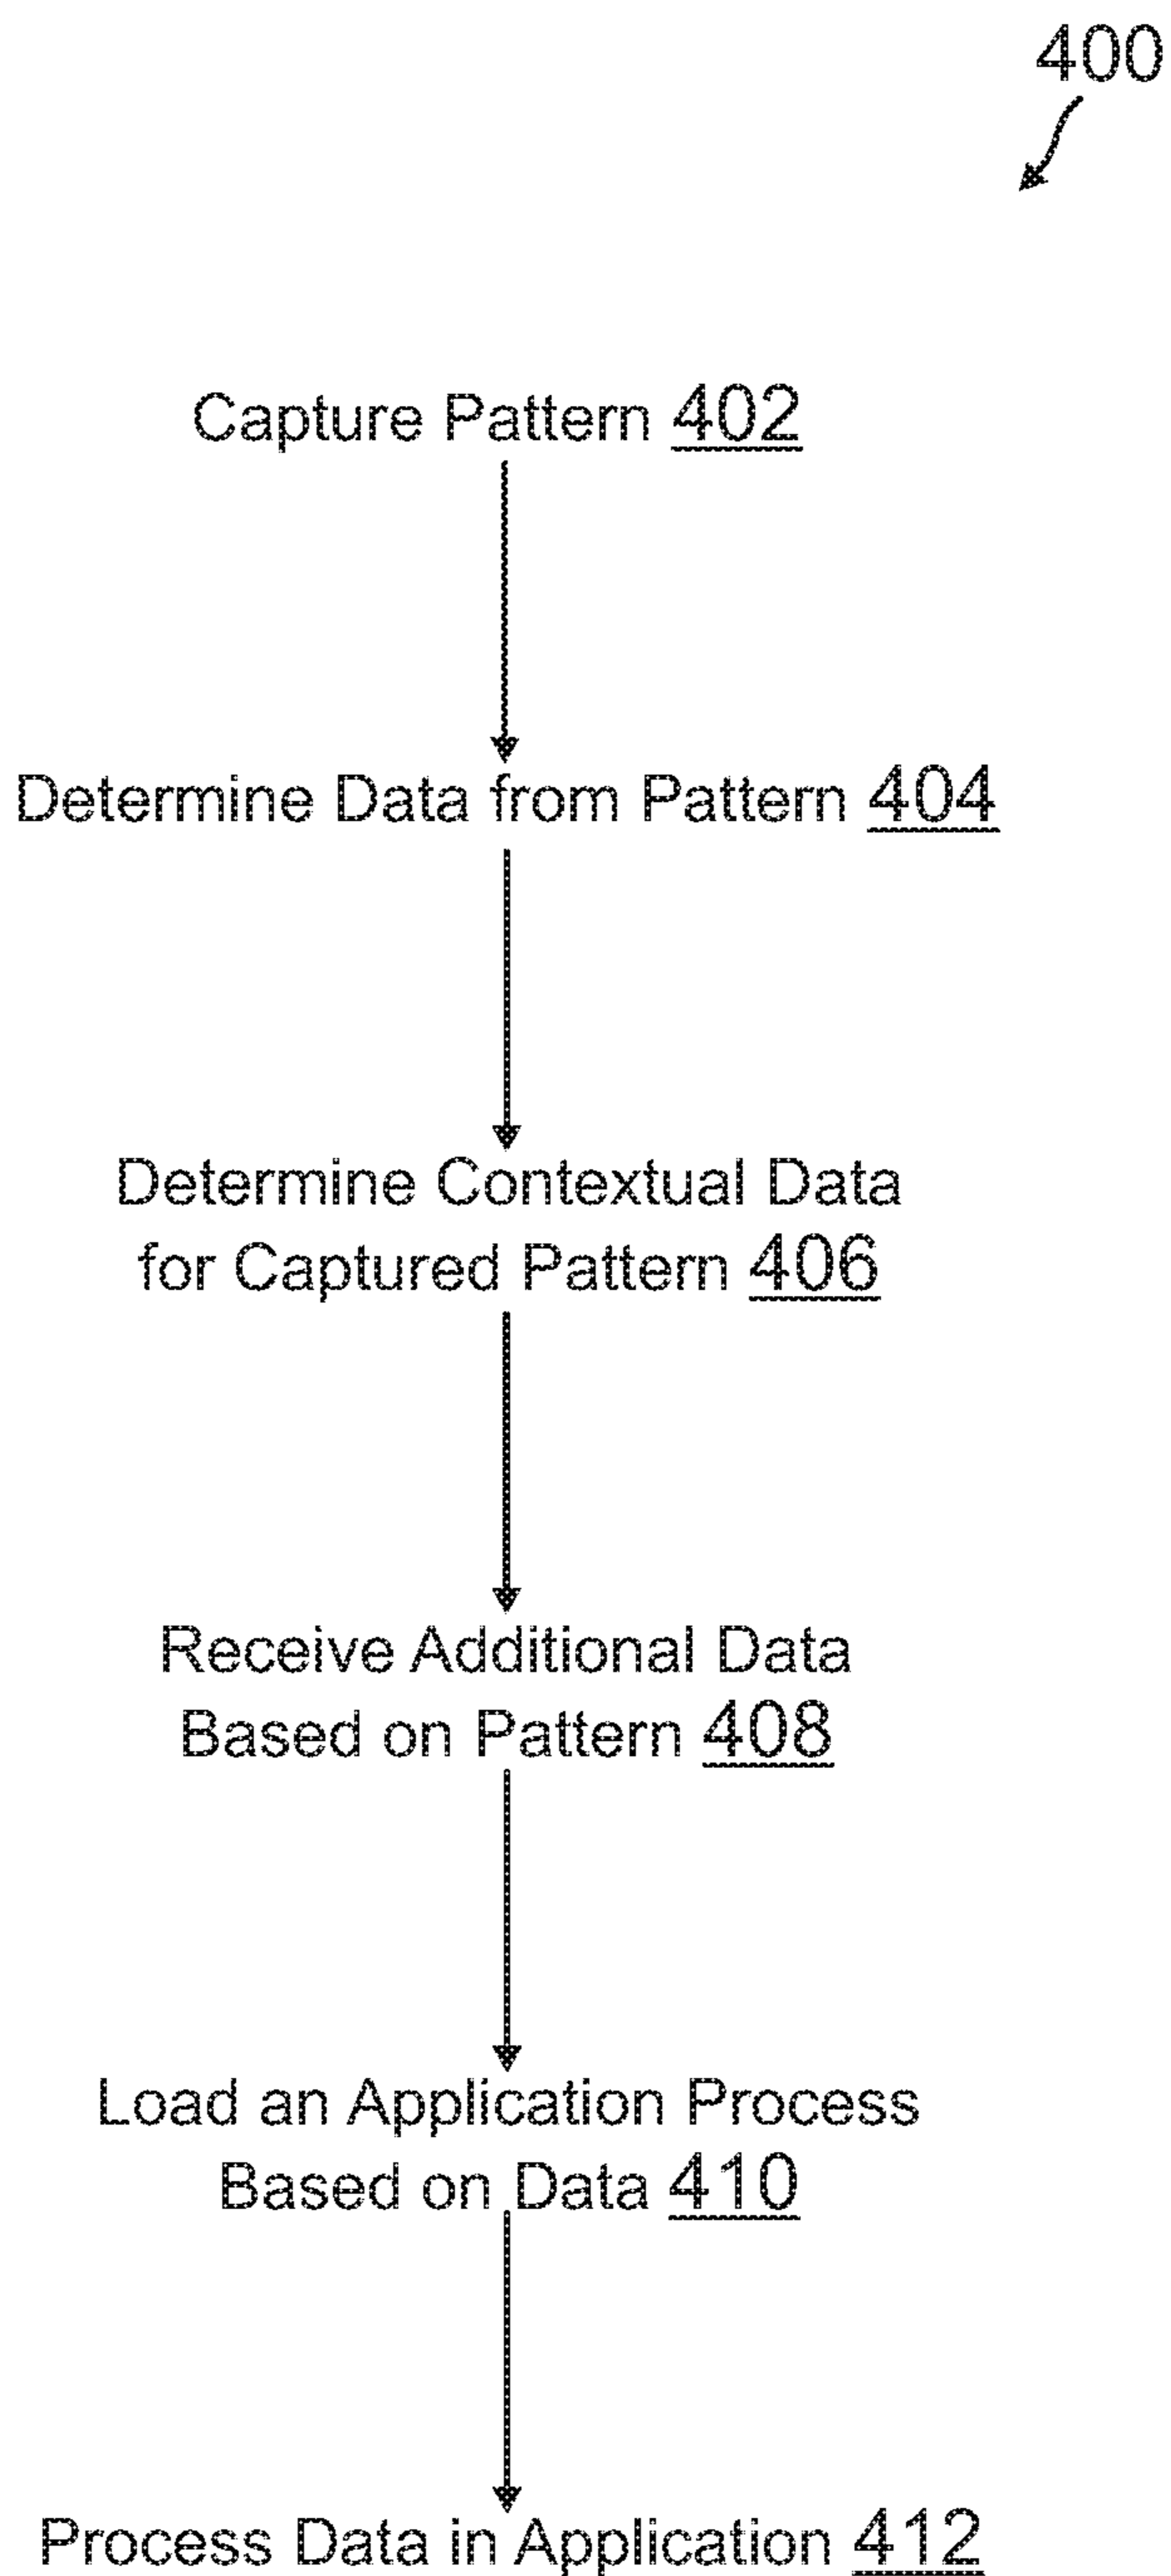 400
Capture Pattern 402
Determine Data from Pattern 404
Determine Contextual Data
for Captured Pattern 406
Receive Additional Data
Based on Pattern 408
Load an Application Process
Based on Data 410
Process Data in Application 412